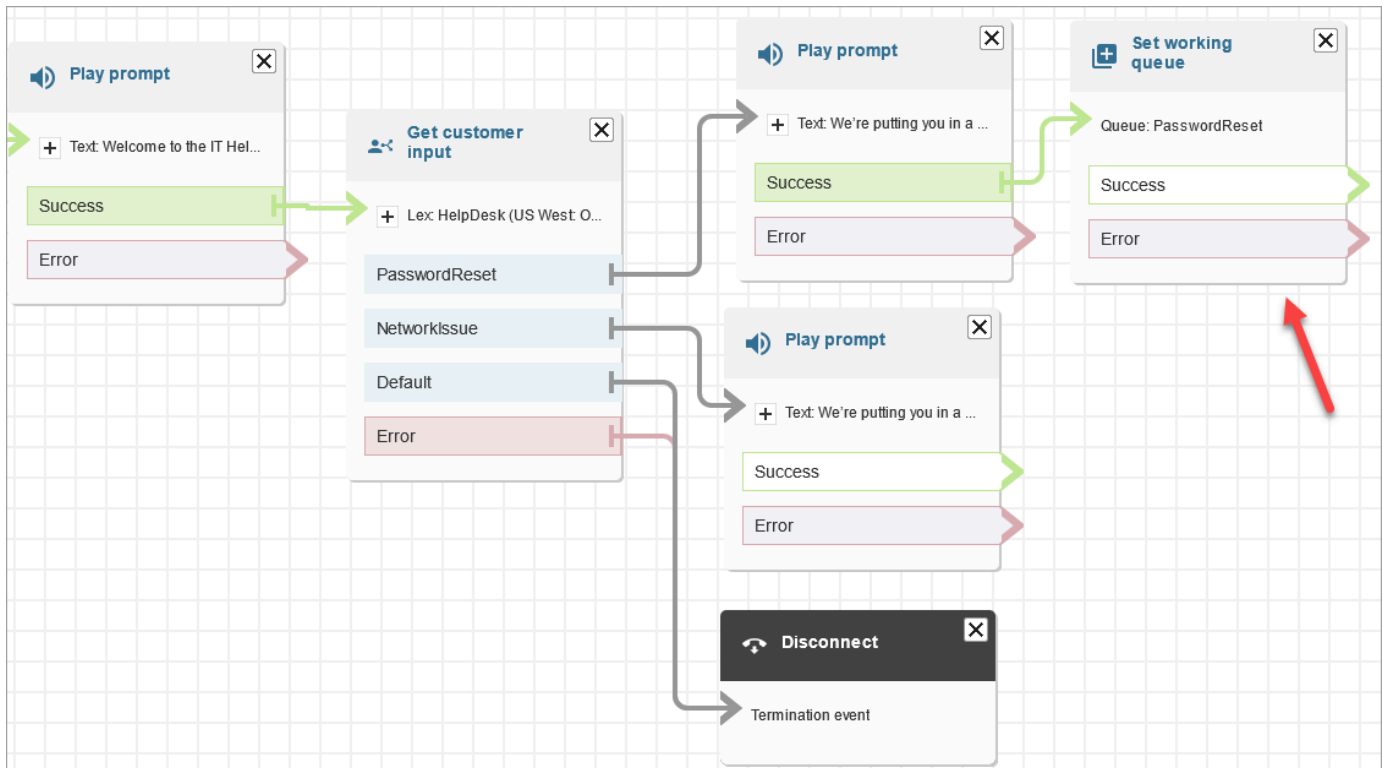 Play prompt
Text: Welcome to the IT Hel...
Success
Error
Get customer
input
Lex: HelpDesk (US West: O...
PasswordReset
NetworkIssue
Default
Error
Play prompt
Text: We're putting you in a ...
Success
Error
Set working
queue
Queue: PasswordReset
Success
Error
Play prompt
Text: We're putting you in a ...
Success
Error
Disconnect
Termination event